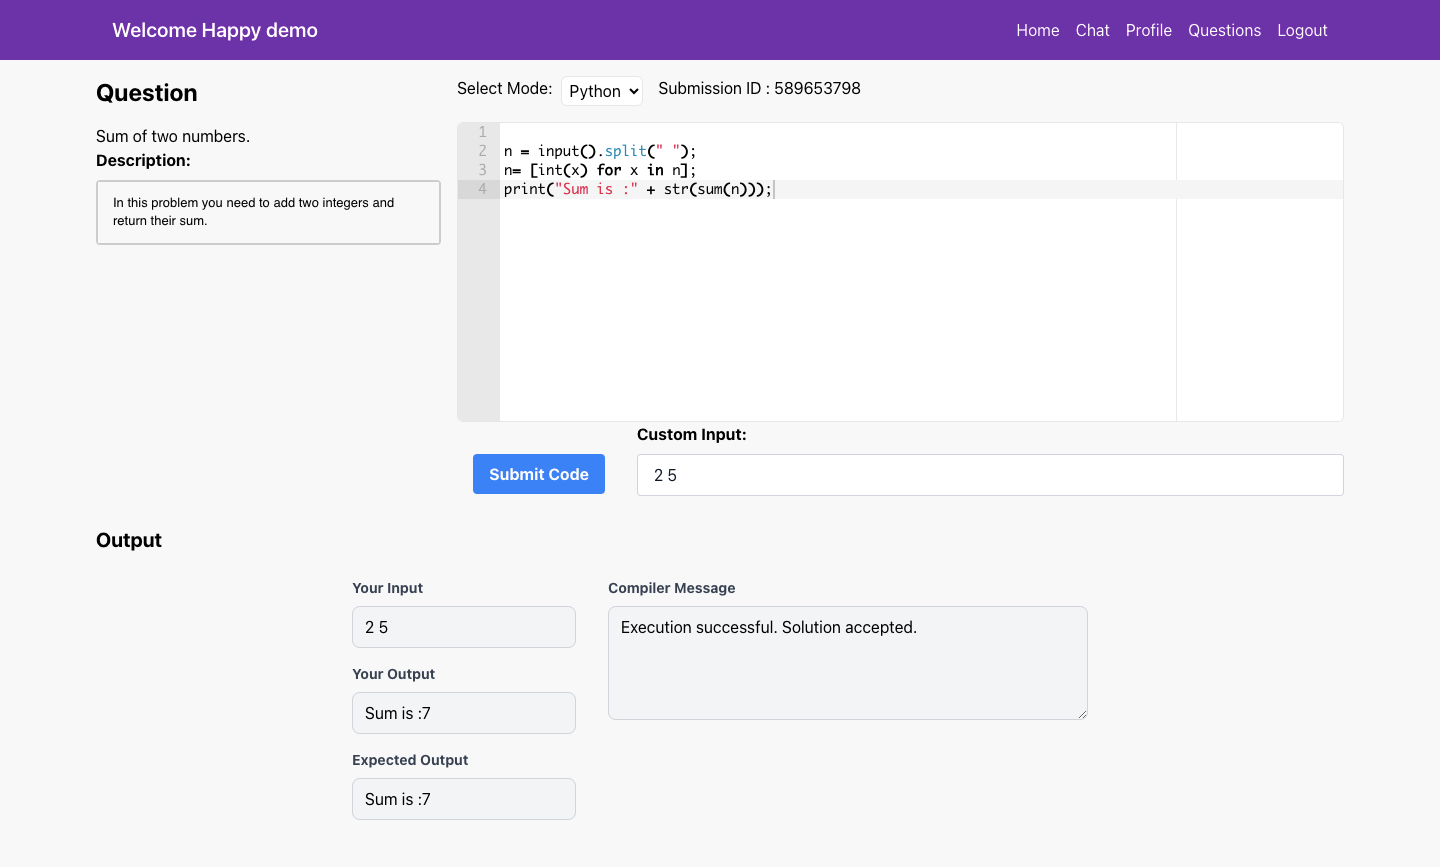 Welcome Happy demo
Home Chat Profile Questions Logout
Question
Sum of two numbers.
Description:
In this problem you need to add two integers and
return their sum.
Select Mode: Python Submission ID : 589653798
1
2 n = input().split(" ");
3 n= [int(x) for x in n];
4 print("Sum is :" + str(sum(n)));
Custom Input:
Submit Code
2 5
Output
Your Input
2 5
Your Output
Sum is :7
Expected Output
Sum is :7
Compiler Message
Execution successful. Solution accepted.